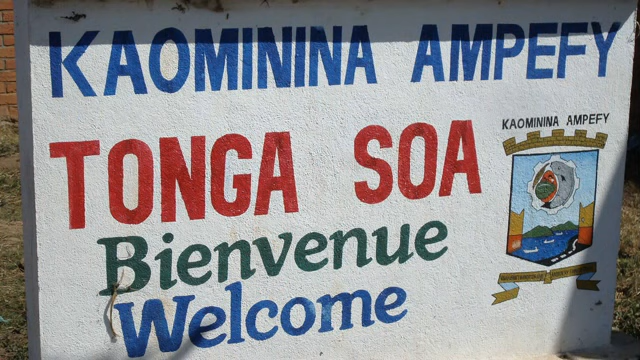 KAOMININA AMPEFY
TONGA SOA
KAOMININA AMPEFY
Bienvenue
Welcome